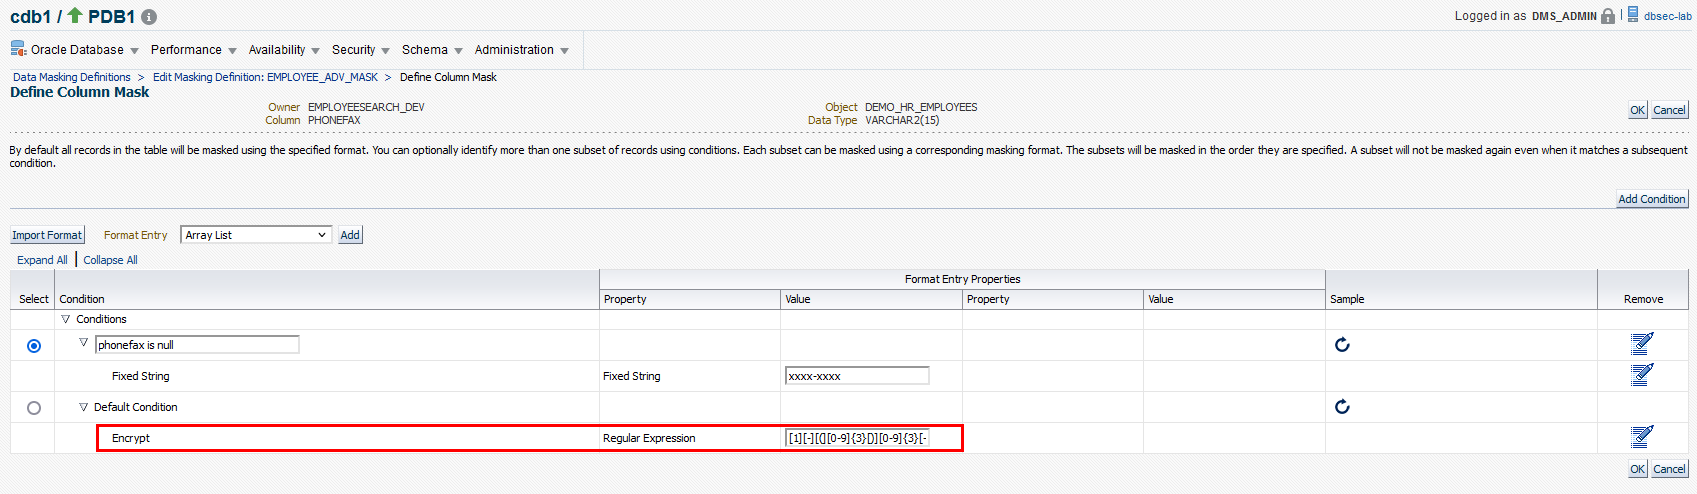 cdb1 / PDB1
Logged in as DMS_ADMIN dbsec-lab
Oracle Database Performance Availability Security Schema Administration
Data Masking Definitions > Edit Masking Definition: EMPLOYEE_ADV_MASK > Define Column Mask
Define Column Mask
Owner EMPLOYEESEARCH_DEV Object DEMO_HR_EMPLOYEES
Column PHONEFAX Data Type VARCHAR2(15)
OK Cancel
By default all records in the table will be masked using the specified format. You can optionally identify more than one subset of records using conditions. Each subset can be masked using a corresponding masking format. The subsets will be masked in the order they are specified. A subset will not be masked again even when it matches a subsequent
condition.
Add Condition
Import Format Format Entry Array List Add
Expand All Collapse All
Format Entry Properties
Select Condition Property Value Property Value Sample Remove
Conditions
phonefax is null
Fixed String Fixed String xxxx-xxxx
Default Condition
Encrypt Regular Expression [1][-][(][0-9]{3}[)][0-9]{3}[-
OK Cancel